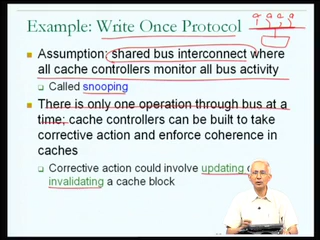 Example: Write Once Protocol
Assumption: shared bus interconnect where
all cache controllers monitor all bus activity
Called snooping
There is only one operation through bus at a
time; cache controllers can be built to take
corrective action and enforce coherence in
caches
Corrective action could involve updating
invalidating a cache block